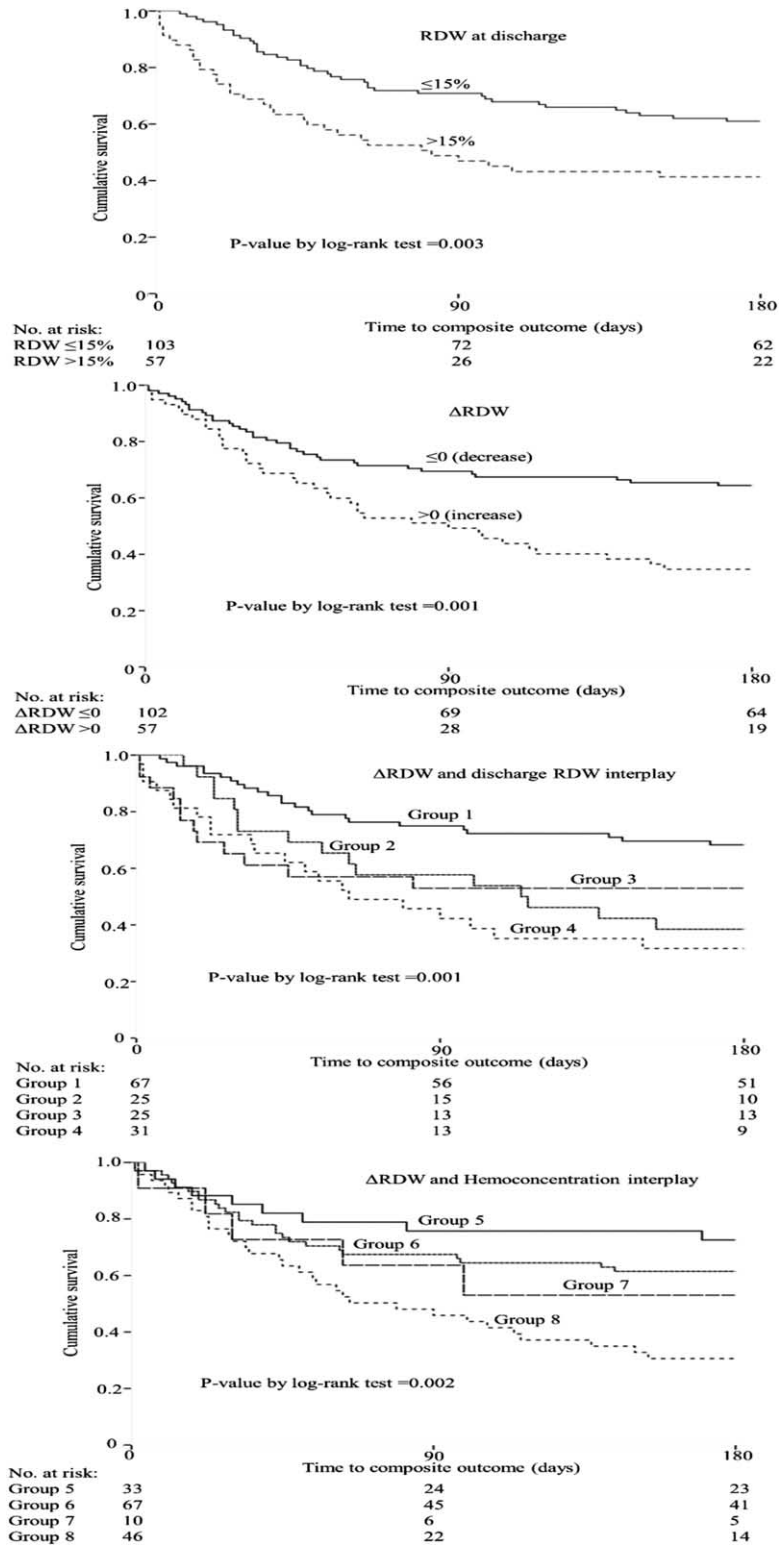 1.0
RDW at discharge
0.8
≤15%
0.6
>15%
0.4
Cumulative survival
0.2
P-value by log-rank test =0.003
0
0 90 180
No. at risk: Time to composite outcome (days)
RDW ≤15% 103 72 62
RDW >15% 57 26 22
1.0
ΔRDW
0.8
≤0 (decrease)
0.6
>0 (increase)
0.4
Cumulative survival
0.2
P-value by log-rank test =0.001
0
0 90 180
No. at risk: Time to composite outcome (days)
ΔRDW ≤0 102 69 64
ΔRDW >0 57 28 19
1.0
ΔRDW and discharge RDW interplay
0.8
Group 1
Group 2
0.6
Group 3
0.4
Group 4
Cumulative survival
0.2
P-value by log-rank test =0.001
0
0 90 180
No. at risk: Time to composite outcome (days)
Group 1 67 56 51
Group 2 25 15 10
Group 3 25 13 13
Group 4 31 13 9
1.0
ΔRDW and Hemoconcentration interplay
0.8
Group 5
Group 6
0.6
Group 7
Group 8
0.4
Cumulative survival
0.2
P-value by log-rank test =0.002
0
0 90 180
No. at risk: Time to composite outcome (days)
Group 5 33 24 23
Group 6 67 45 41
Group 7 10 6 5
Group 8 46 22 14